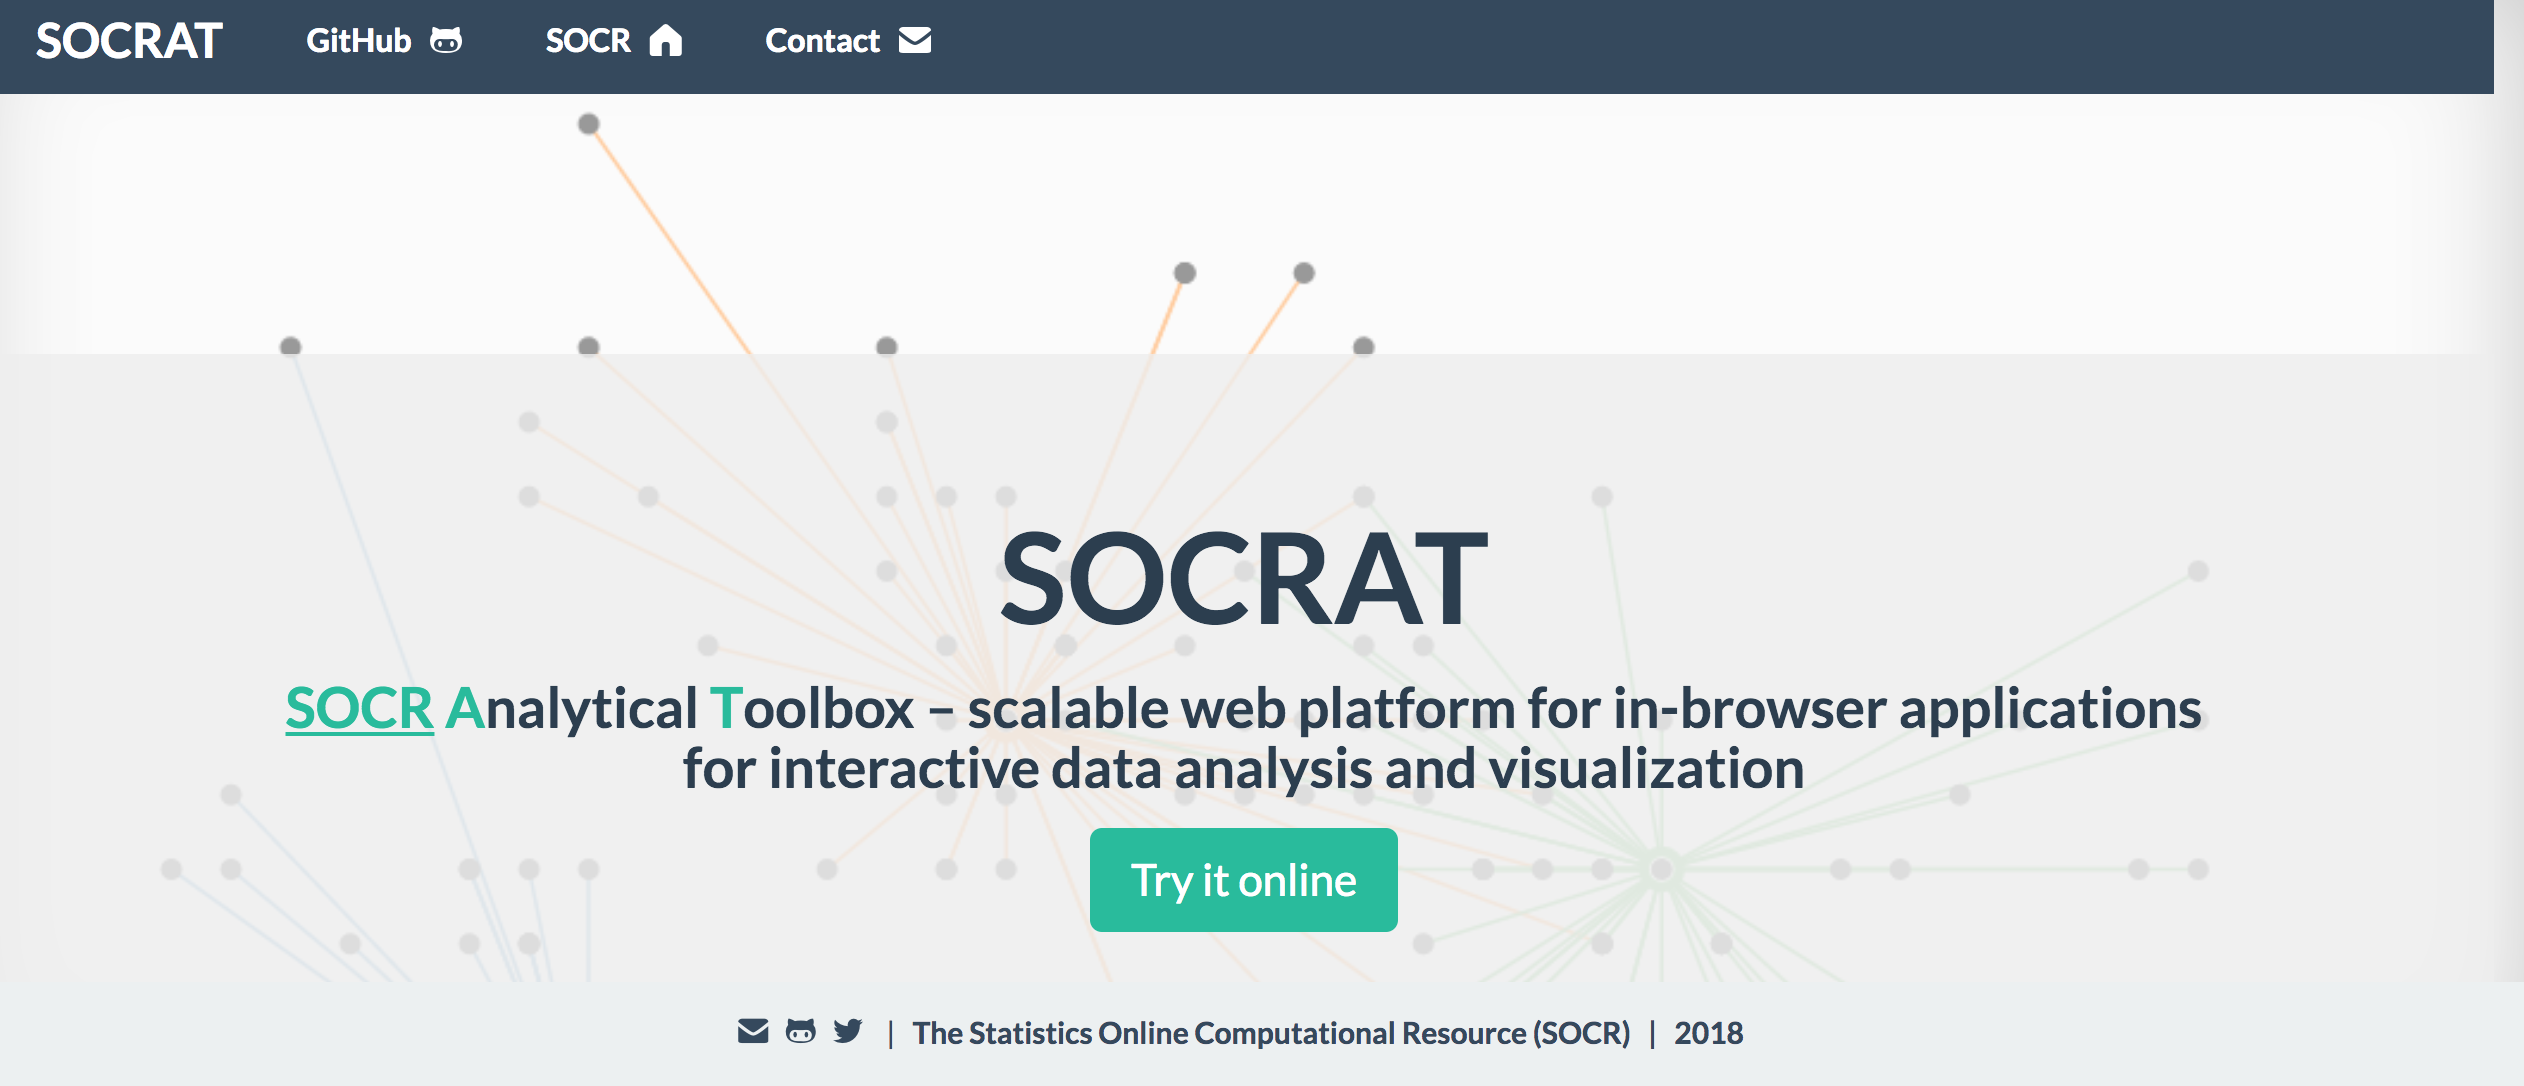 SOCRAT GitHub SOCR Contact
SOCRAT
SOCR Analytical Toolbox – scalable web platform for in-browser applications
for interactive data analysis and visualization
Try it online
| The Statistics Online Computational Resource (SOCR) | 2018